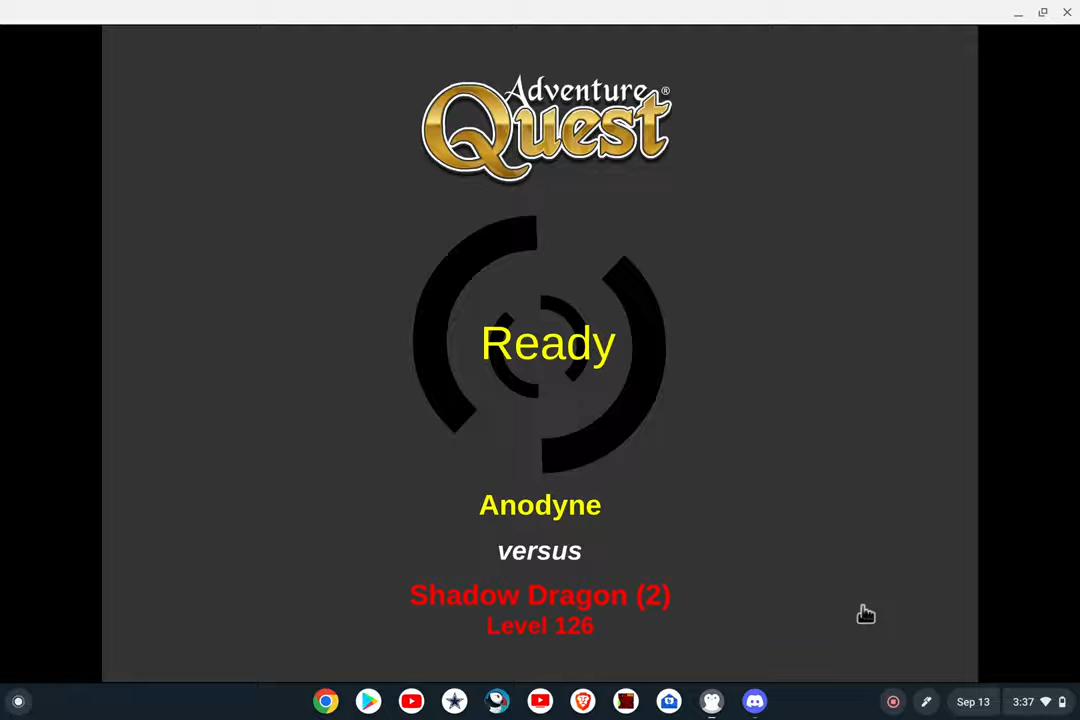 Adventure ®
Quest
Ready
Anodyne
versus
Shadow Dragon (2)
Level 126
Sep 13 3:37